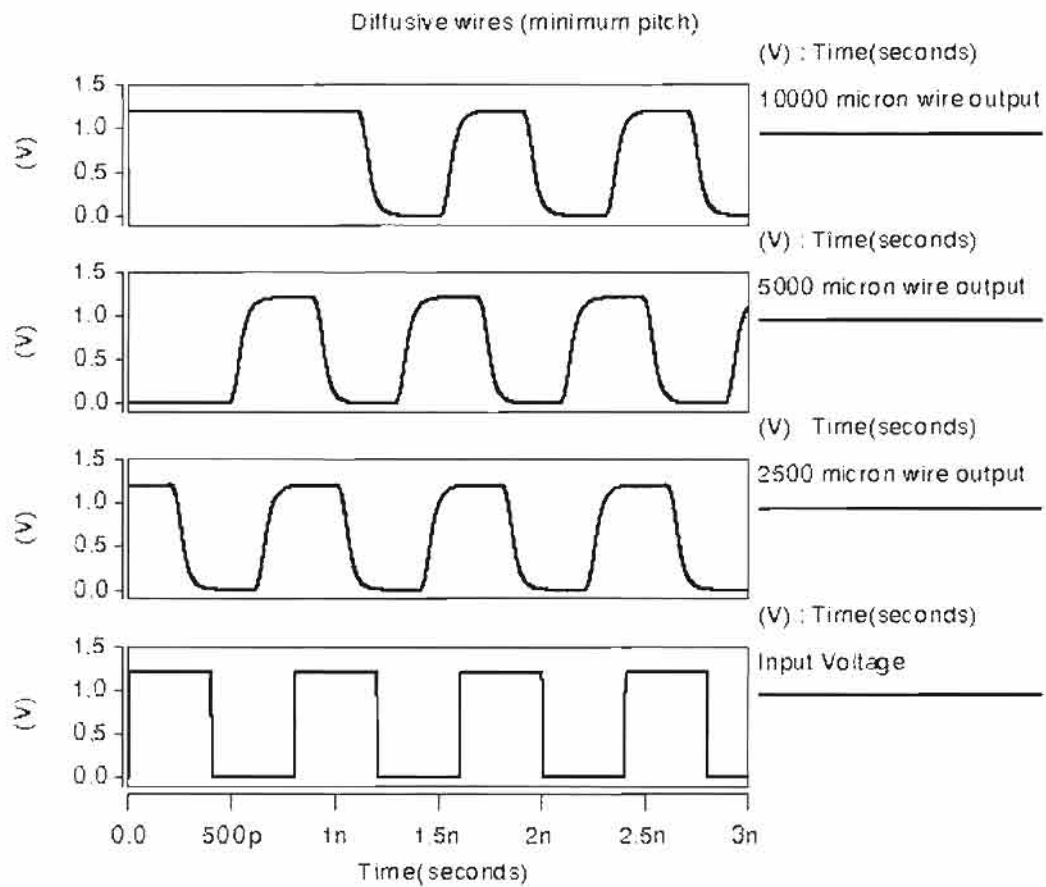 Diffusive wires (minimum pitch)
(V) : Time(seconds)
10000 micron wire output
1.5
1.0
0.5
0.0
(V)
(V) : Time(seconds)
5000 micron wire output
1.5
1.0
0.5
0.0
(V)
(V) Time(seconds)
2500 micron wire output
1.5
1.0
0.5
0.0
(V)
(V) : Time(seconds)
Input Voltage
1.5
1.0
0.5
0.0
(V)
0.0 500p 1n 1.5n 2n 2.5n 3n
Time(seconds)